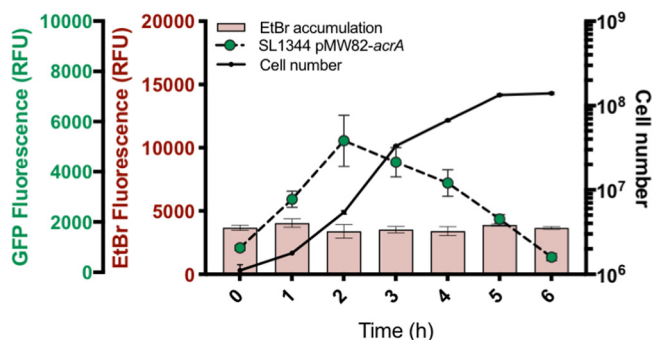 GFP Fluorescence (RFU)
10000
8000
6000
4000
2000
0
EtBr Fluorescence (RFU)
20000
15000
10000
5000
0
EtBr accumulation
SL1344 pMW82-acrA
Cell number
10⁹
10⁸
10⁷
10⁶
Cell number
0 1 2 3 4 5 6
Time (h)